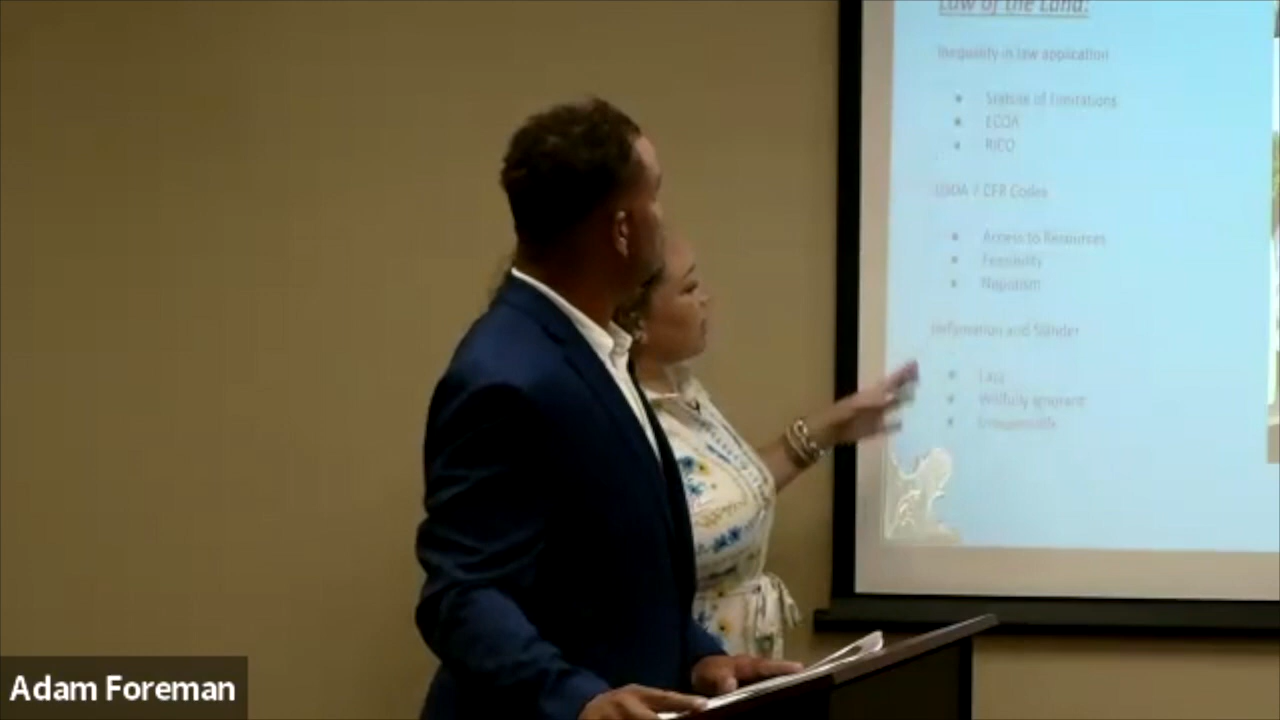 Law of the Land:
Inequality in law application
Statute of Limitations
ECOA
RICO
USDA / CFR Codes
Access to Resources
Feasibility
Nepotism
Defamation and Slander
Lazy
Willfully Ignorant
Irresponsible
Adam Foreman